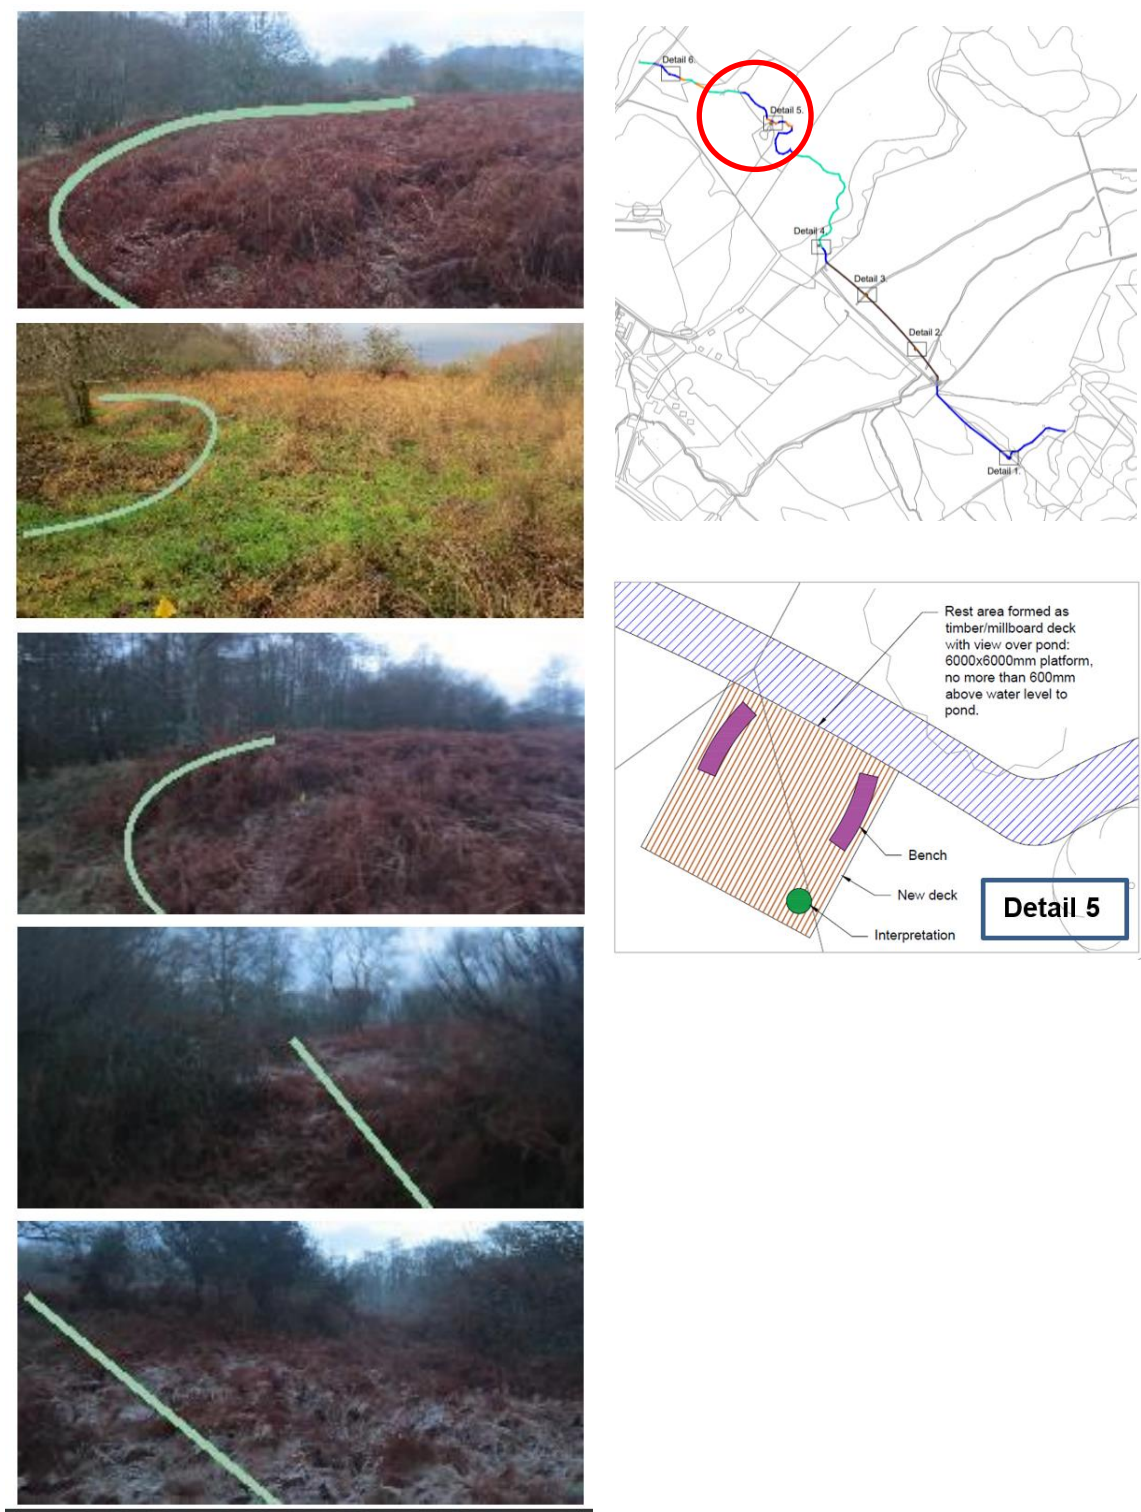 Detail 6.
Detail 5.
Detail 4.
Detail 3.
Detail 2.
Detail 1.
Rest area formed as
timber/millboard deck
with view over pond:
6000x6000mm platform,
no more than 600mm
above water level to
pond.
Bench
New deck
Interpretation
Detail 5